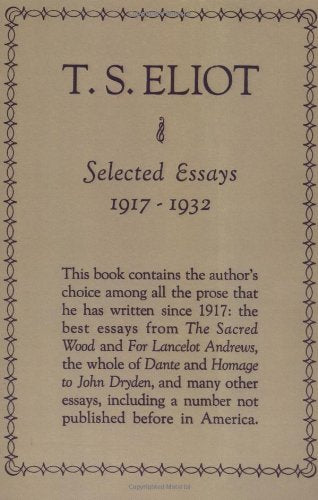 T. S. ELIOT
Selected Essays
1917 - 1932
This book contains the author's
choice among all the prose that
he has written since 1917: the
best essays from The Sacred
Wood and For Lancelot Andrews,
the whole of Dante and Homage
to John Dryden, and many other
essays, including a number not
published before in America.
Copyrighted Material